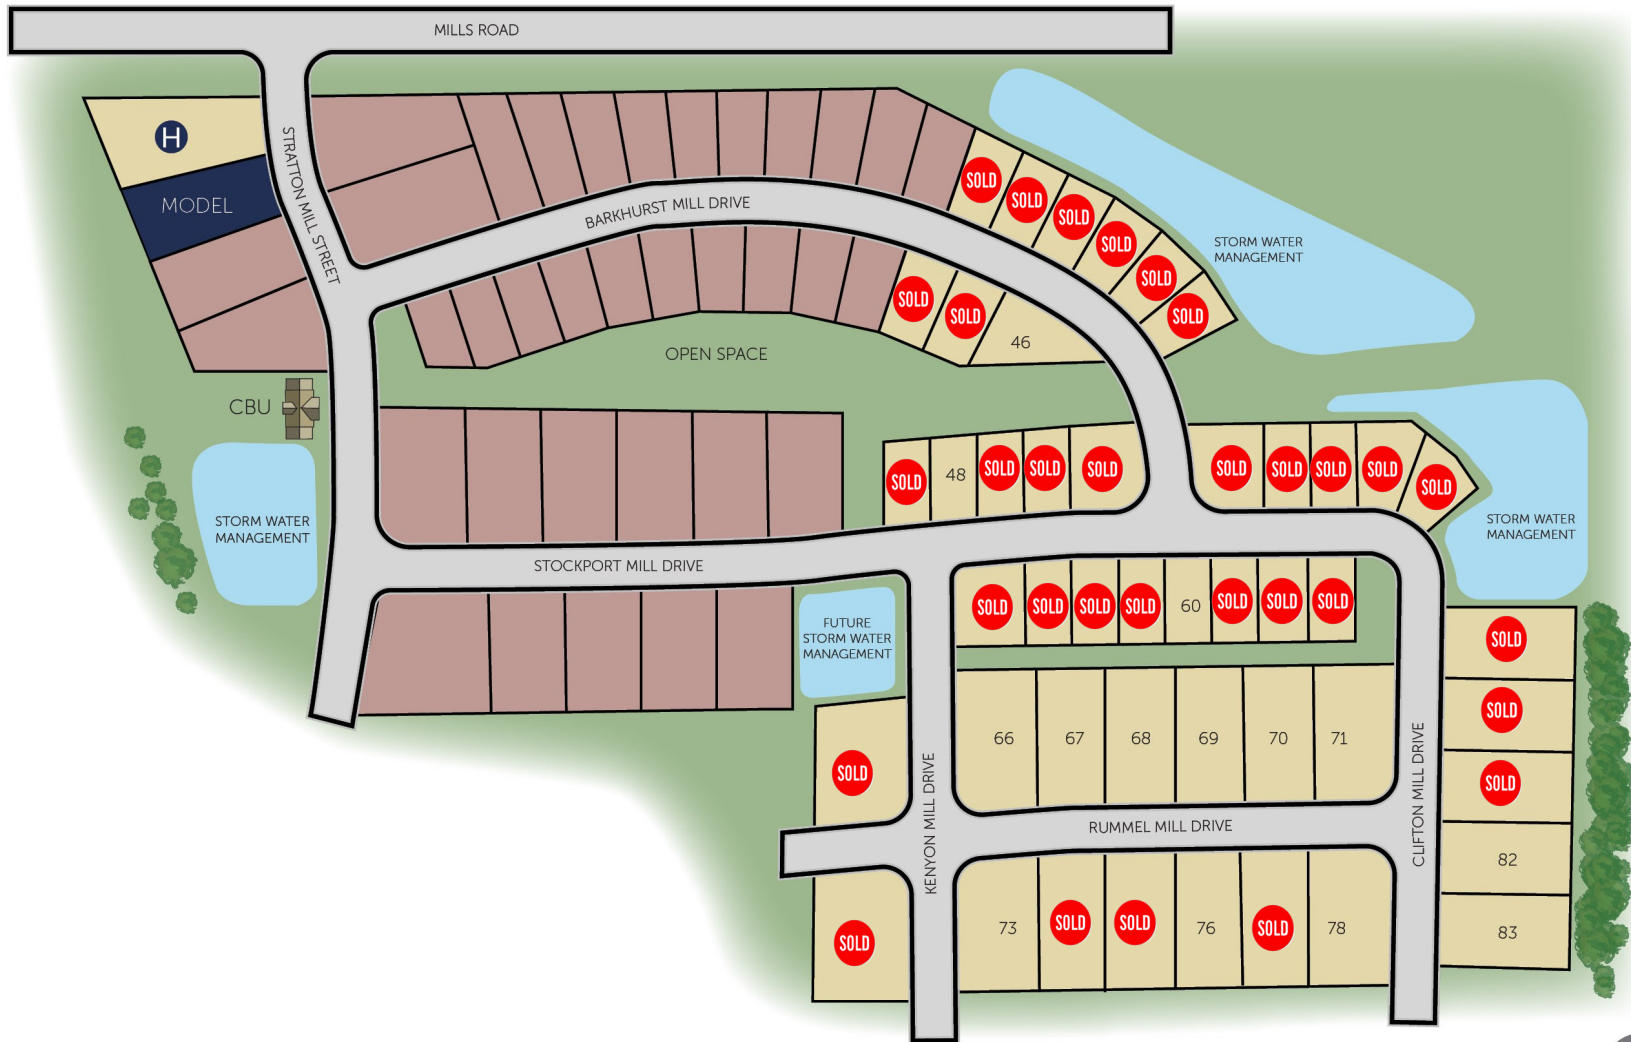 MILLS ROAD
H
MODEL
STRATTON MILL STREET
BARKHURST MILL DRIVE
SOLD
SOLD
SOLD
SOLD
SOLD
SOLD
STORM WATER
MANAGEMENT
SOLD
SOLD
46
OPEN SPACE
CBU
SOLD
48
SOLD
SOLD
SOLD
SOLD
SOLD
SOLD
SOLD
SOLD
STORM WATER
MANAGEMENT
STORM WATER
MANAGEMENT
STOCKPORT MILL DRIVE
SOLD
SOLD
SOLD
SOLD
60
SOLD
SOLD
SOLD
FUTURE
STORM WATER
MANAGEMENT
SOLD
SOLD
SOLD
66
67
68
69
70
71
SOLD
KENYON MILL DRIVE
RUMMEL MILL DRIVE
CLIFTON MILL DRIVE
82
SOLD
73
SOLD
SOLD
76
SOLD
78
83